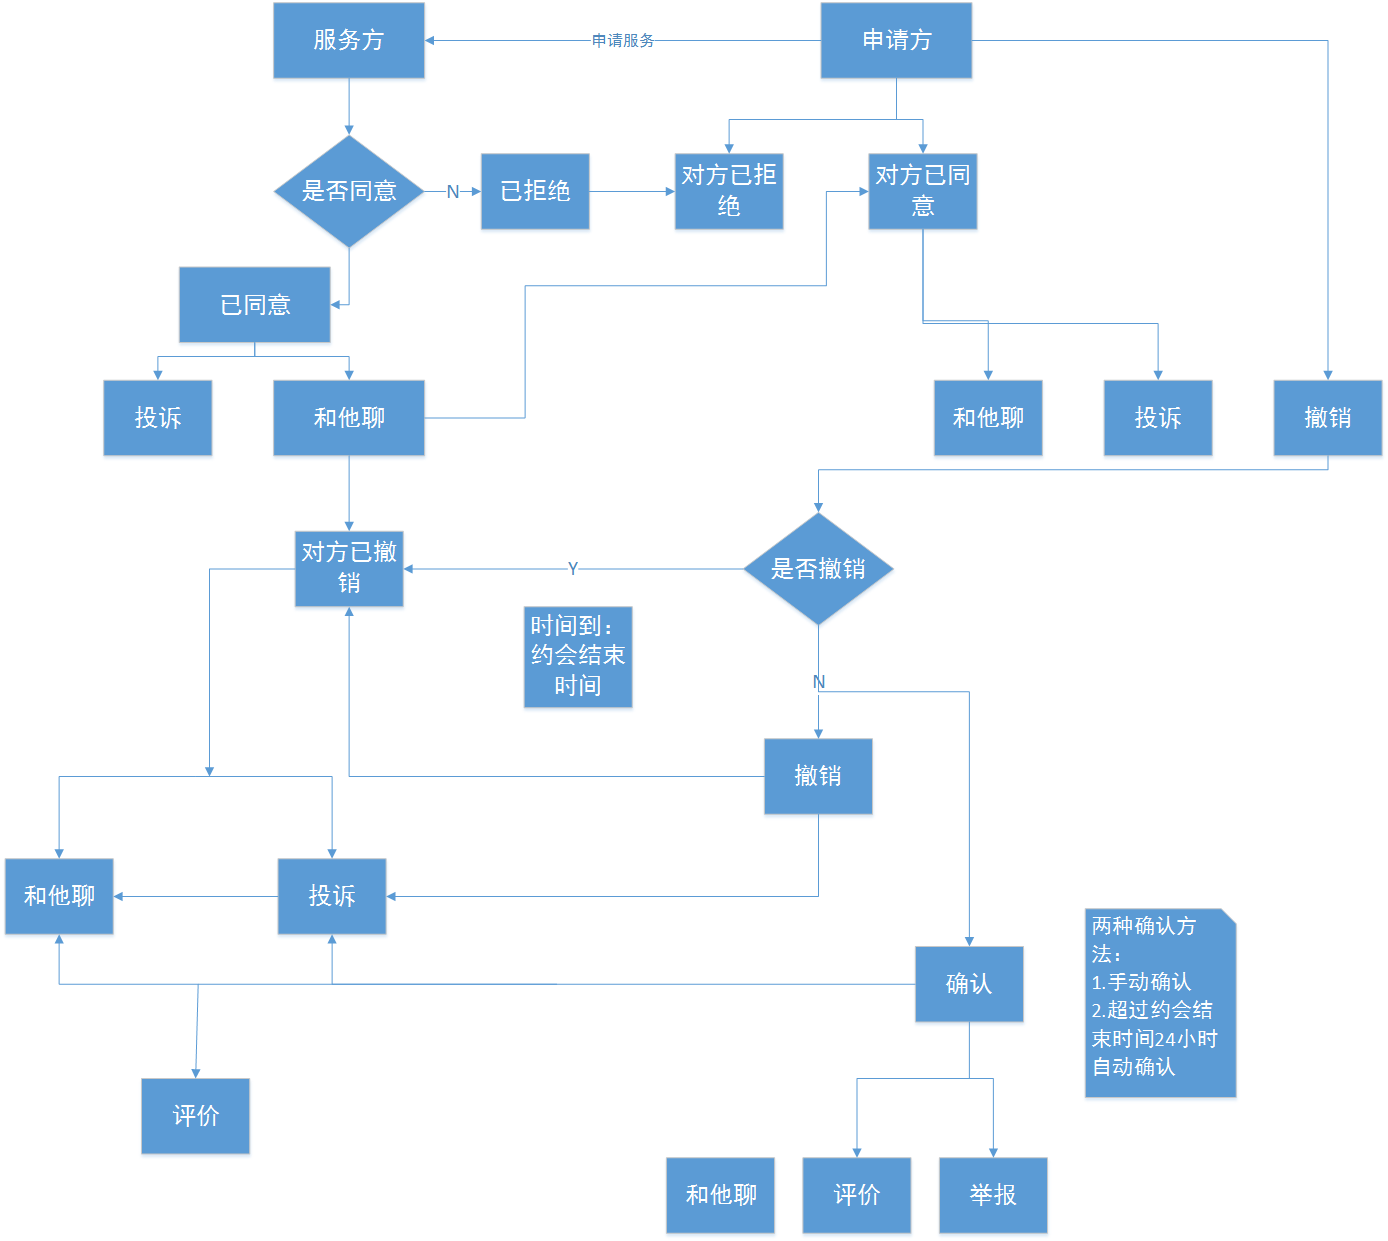 服务方
申请服务
申请方
是否同意
N
已拒绝
对方已拒
绝
对方已同
意
已同意
投诉
和他聊
和他聊
投诉
撤销
对方已撤
销
Y
是否撤销
时间到：
约会结束
时间
N
撤销
和他聊
投诉
确认
两种确认方
法：
1.手动确认
2.超过约会结
束时间24小时
自动确认
评价
和他聊
评价
举报